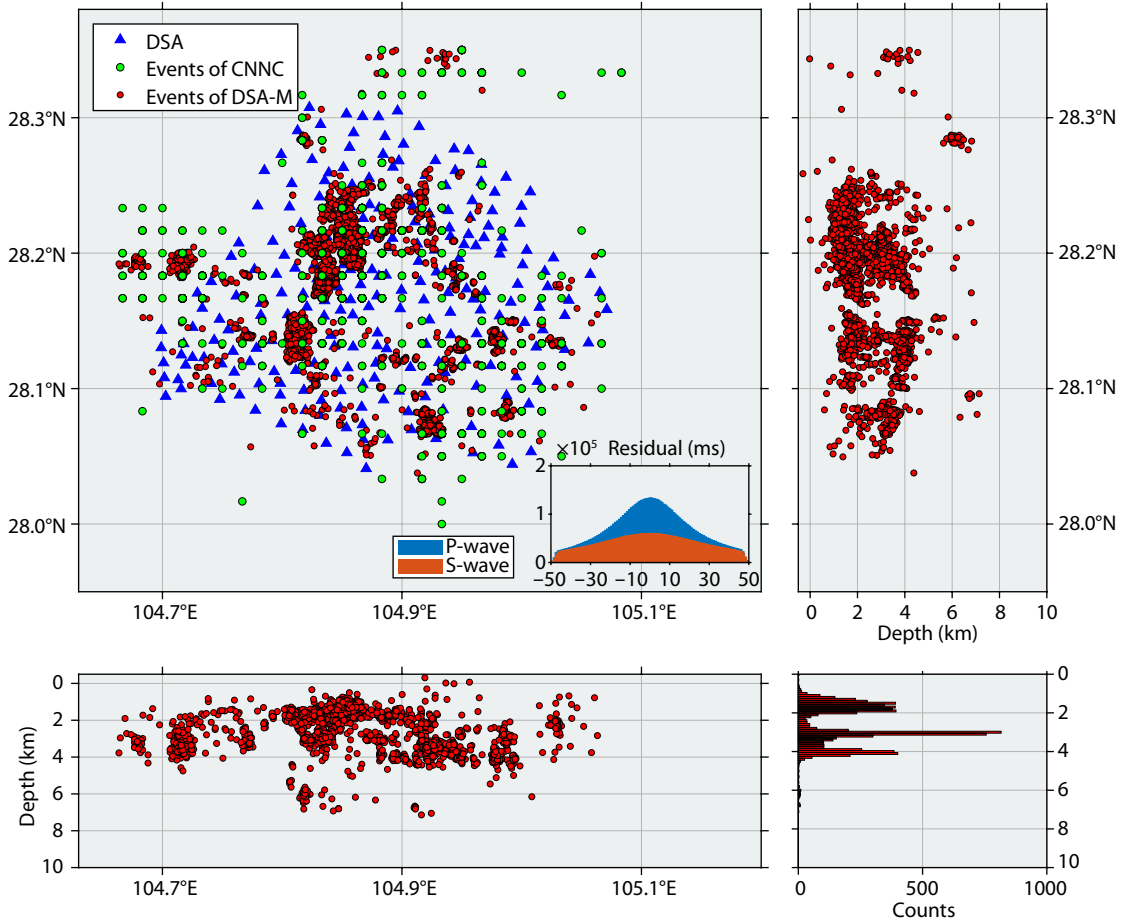 DSA
Events of CNNC
Events of DSA-M
28.3°N
28.2°N
28.1°N
28.0°N
104.7°E
104.9°E
105.1°E
×10⁵ Residual (ms)
2
1
0
−50
−30
−10
10
30
50
P-wave
S-wave
28.3°N
28.2°N
28.1°N
28.0°N
0
2
4
6
8
10
Depth (km)
0
2
4
6
8
10
Depth (km)
104.7°E
104.9°E
105.1°E
0
2
4
6
8
10
0
500
1000
Counts